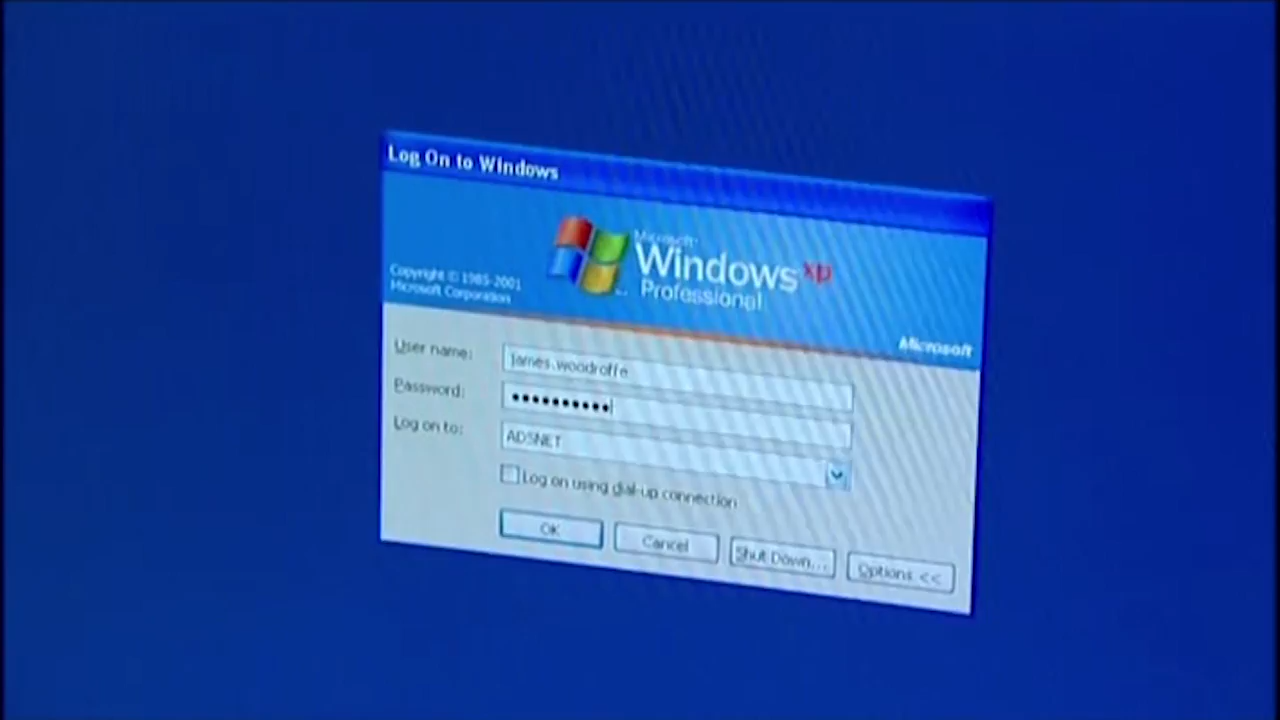 Log On to Windows
Copyright © 1985-2001
Microsoft Corporation
Microsoft
Windows xp
Professional
Microsoft
User name: james.woodroffe
Password: ••••••••••
Log on to: ADSNET
Log on using dial-up connection
OK Cancel Shut Down... Options <<